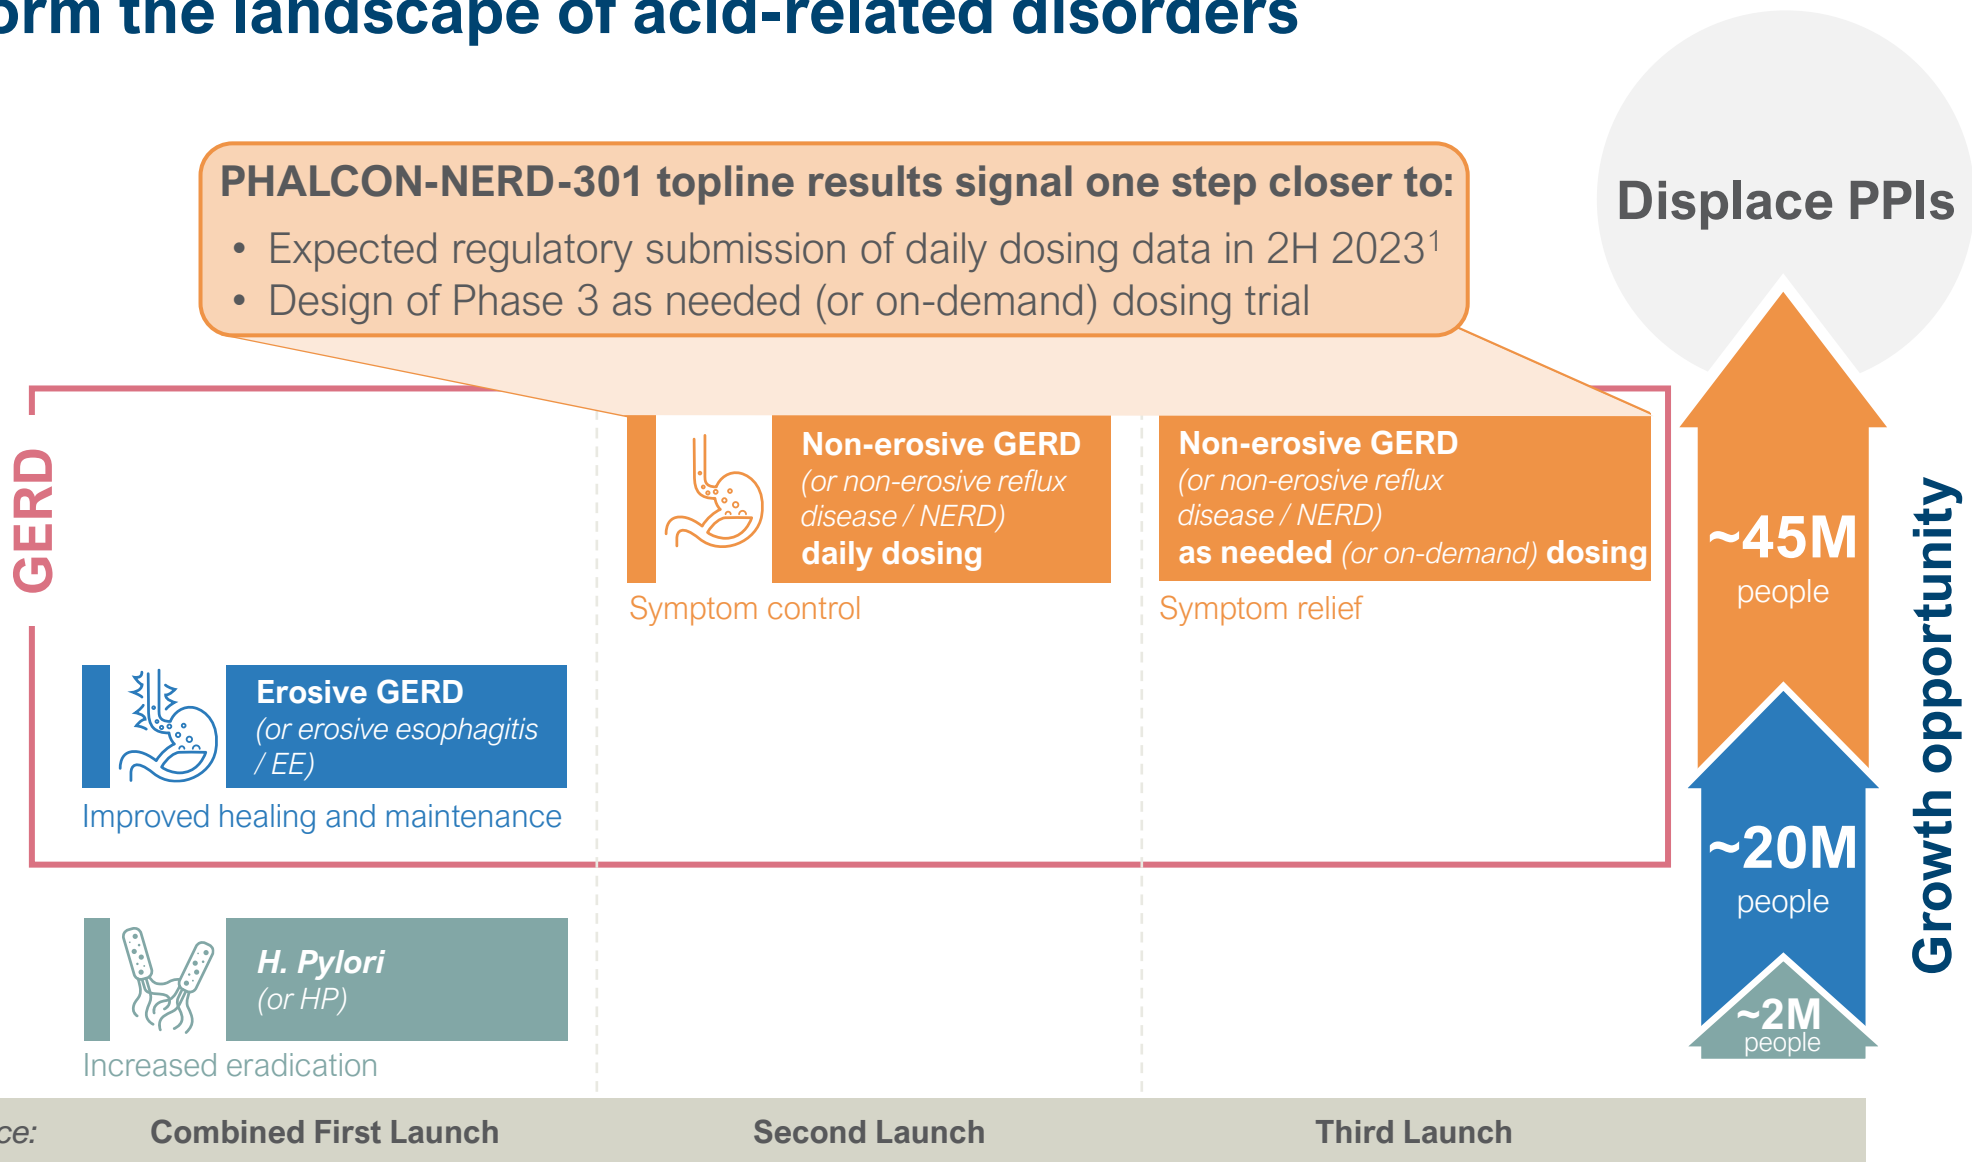 the landscape of acid-related disorders
PHALCON-NERD-301 topline results signal one step closer to:
• Expected regulatory submission of daily dosing data in 2H 2023¹
• Design of Phase 3 as needed (or on-demand) dosing trial
Displace PPIs
GERD
Non-erosive GERD
(or non-erosive reflux
disease / NERD)
daily dosing
Symptom control
Non-erosive GERD
(or non-erosive reflux
disease / NERD)
as needed (or on-demand) dosing
Symptom relief
Erosive GERD
(or erosive esophagitis
/ EE)
Improved healing and maintenance
H. Pylori
(or HP)
Increased eradication
~45M
people
~20M
people
~2M
people
Growth opportunity
Combined First Launch
Second Launch
Third Launch